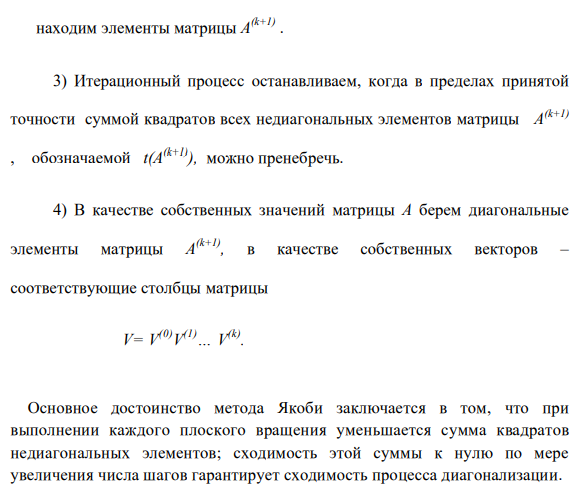 находим элементы матрицы A^(k+1) .
3) Итерационный процесс останавливаем, когда в пределах принятой
точности суммой квадратов всех недиагональных элементов матрицы A^(k+1)
, обозначаемой t(A^(k+1)), можно пренебречь.
4) В качестве собственных значений матрицы A берем диагональные
элементы матрицы A^(k+1), в качестве собственных векторов –
соответствующие столбцы матрицы
V= V^(0)V^(1)... V^(k).
Основное достоинство метода Якоби заключается в том, что при
выполнении каждого плоского вращения уменьшается сумма квадратов
недиагональных элементов; сходимость этой суммы к нулю по мере
увеличения числа шагов гарантирует сходимость процесса диагонализации.